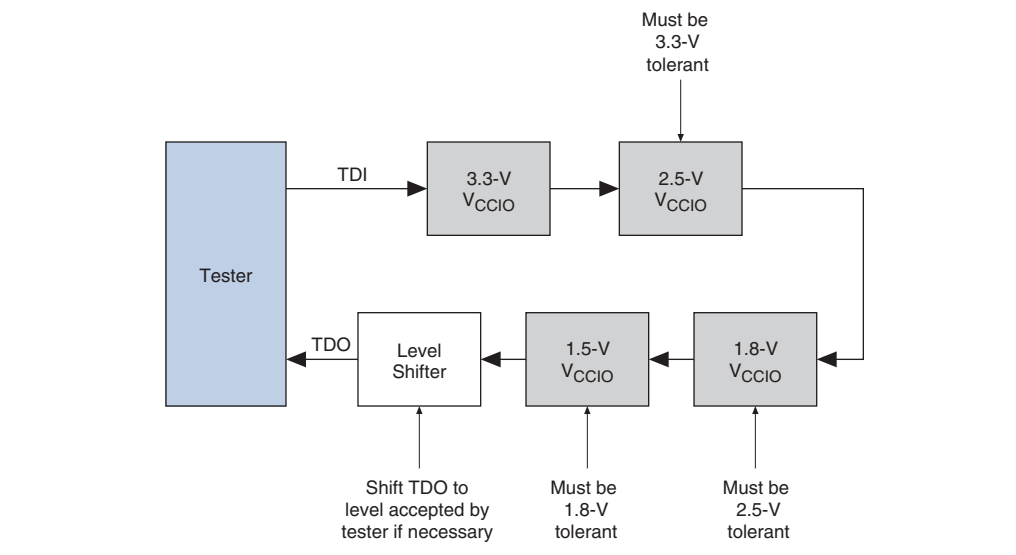 Must be
3.3-V
tolerant
TDI
3.3-V
VCCIO
2.5-V
VCCIO
Tester
TDO
Level
Shifter
1.5-V
VCCIO
1.8-V
VCCIO
Shift TDO to
level accepted by
tester if necessary
Must be
1.8-V
tolerant
Must be
2.5-V
tolerant